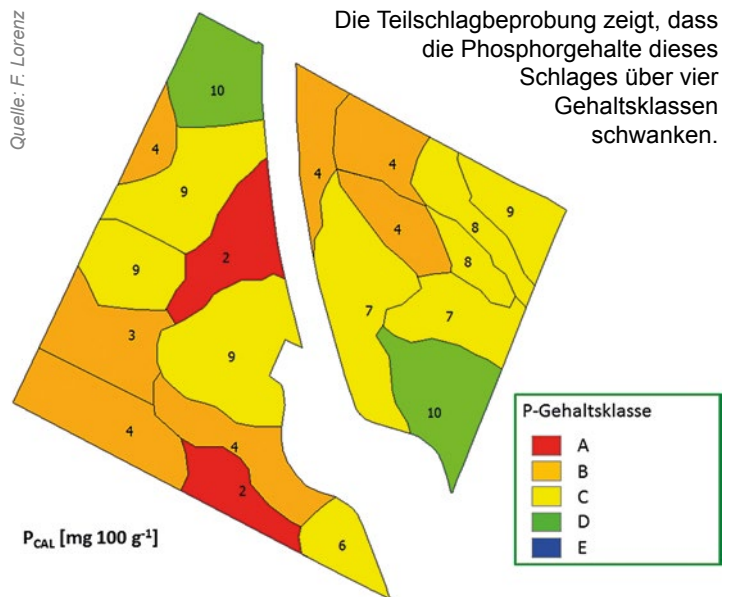 Quelle: F. Lorenz
Die Teilschlagbeprobung zeigt, dass
die Phosphorgehalte dieses
Schlages über vier
Gehaltsklassen
schwanken.
10
4
9
2
9
3
9
4
4
2
6
4
4
4
9
8
8
7
7
10
P-Gehaltsklasse
A
B
C
D
E
P_CAL [mg 100 g⁻¹]